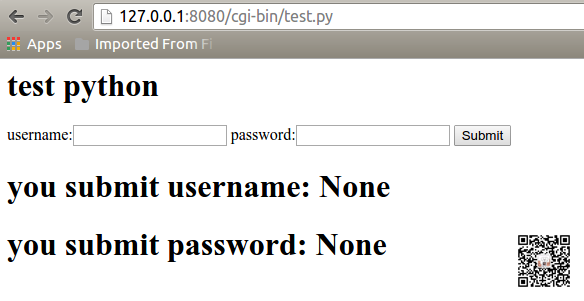 127.0.0.1:8080/cgi-bin/test.py
Apps Imported From Fi
test python
username: password: Submit
you submit username: None
you submit password: None